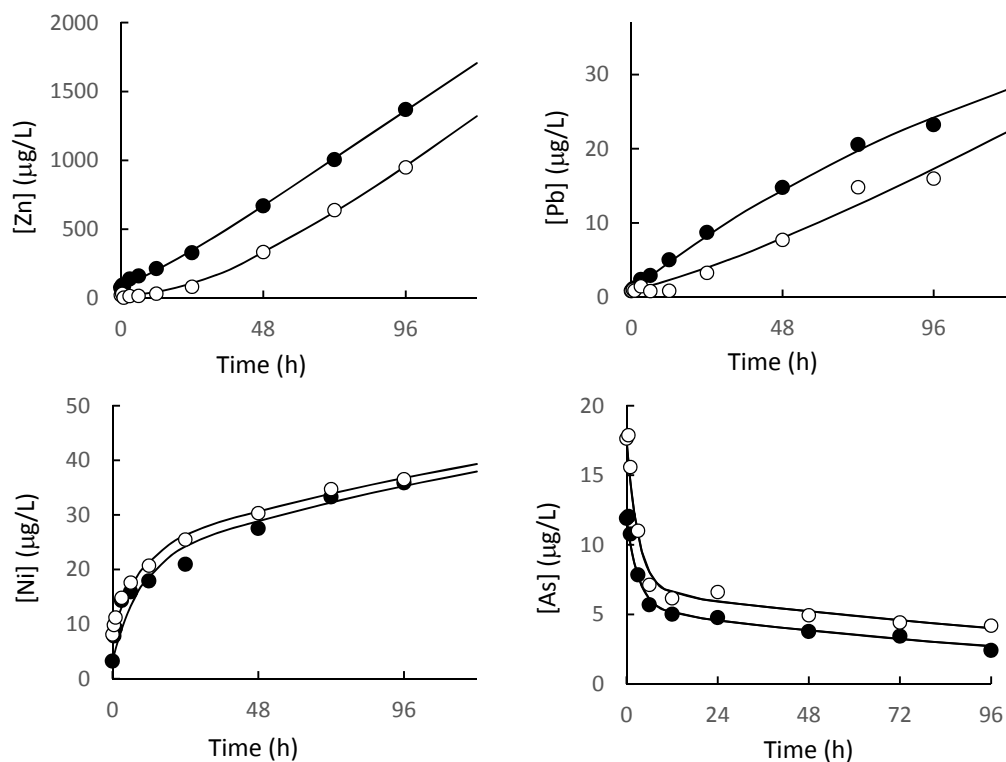 2000
1500
1000
500
0
[Zn] (μg/L)
0 48 96
Time (h)
30
20
10
0
[Pb] (μg/L)
0 48 96
Time (h)
50
40
30
20
10
0
[Ni] (μg/L)
0 48 96
Time (h)
20
15
10
5
0
[As] (μg/L)
0 24 48 72 96
Time (h)